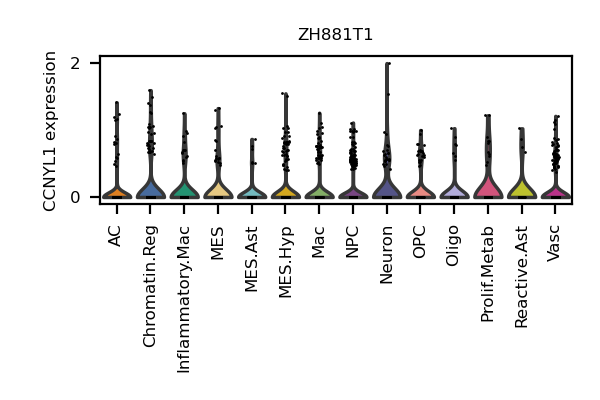 ZH881T1
CCNYL1 expression
2
0
AC
Chromatin.Reg
Inflammatory.Mac
MES
MES.Ast
MES.Hyp
Mac
NPC
Neuron
OPC
Oligo
Prolif.Metab
Reactive.Ast
Vasc